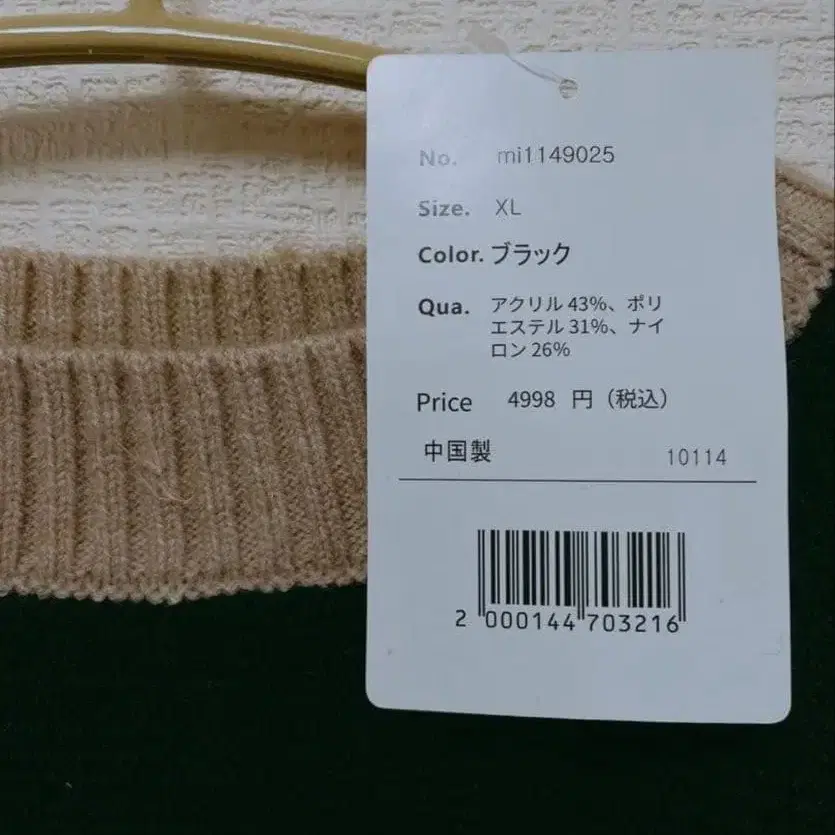 No. mi1149025
Size. XL
Color. ブラック
Qua. アクリル 43%、ポリ
エステル 31%、ナイ
ロン 26%
Price 4998 円（税込）
中国製 10114
2 000144 703216